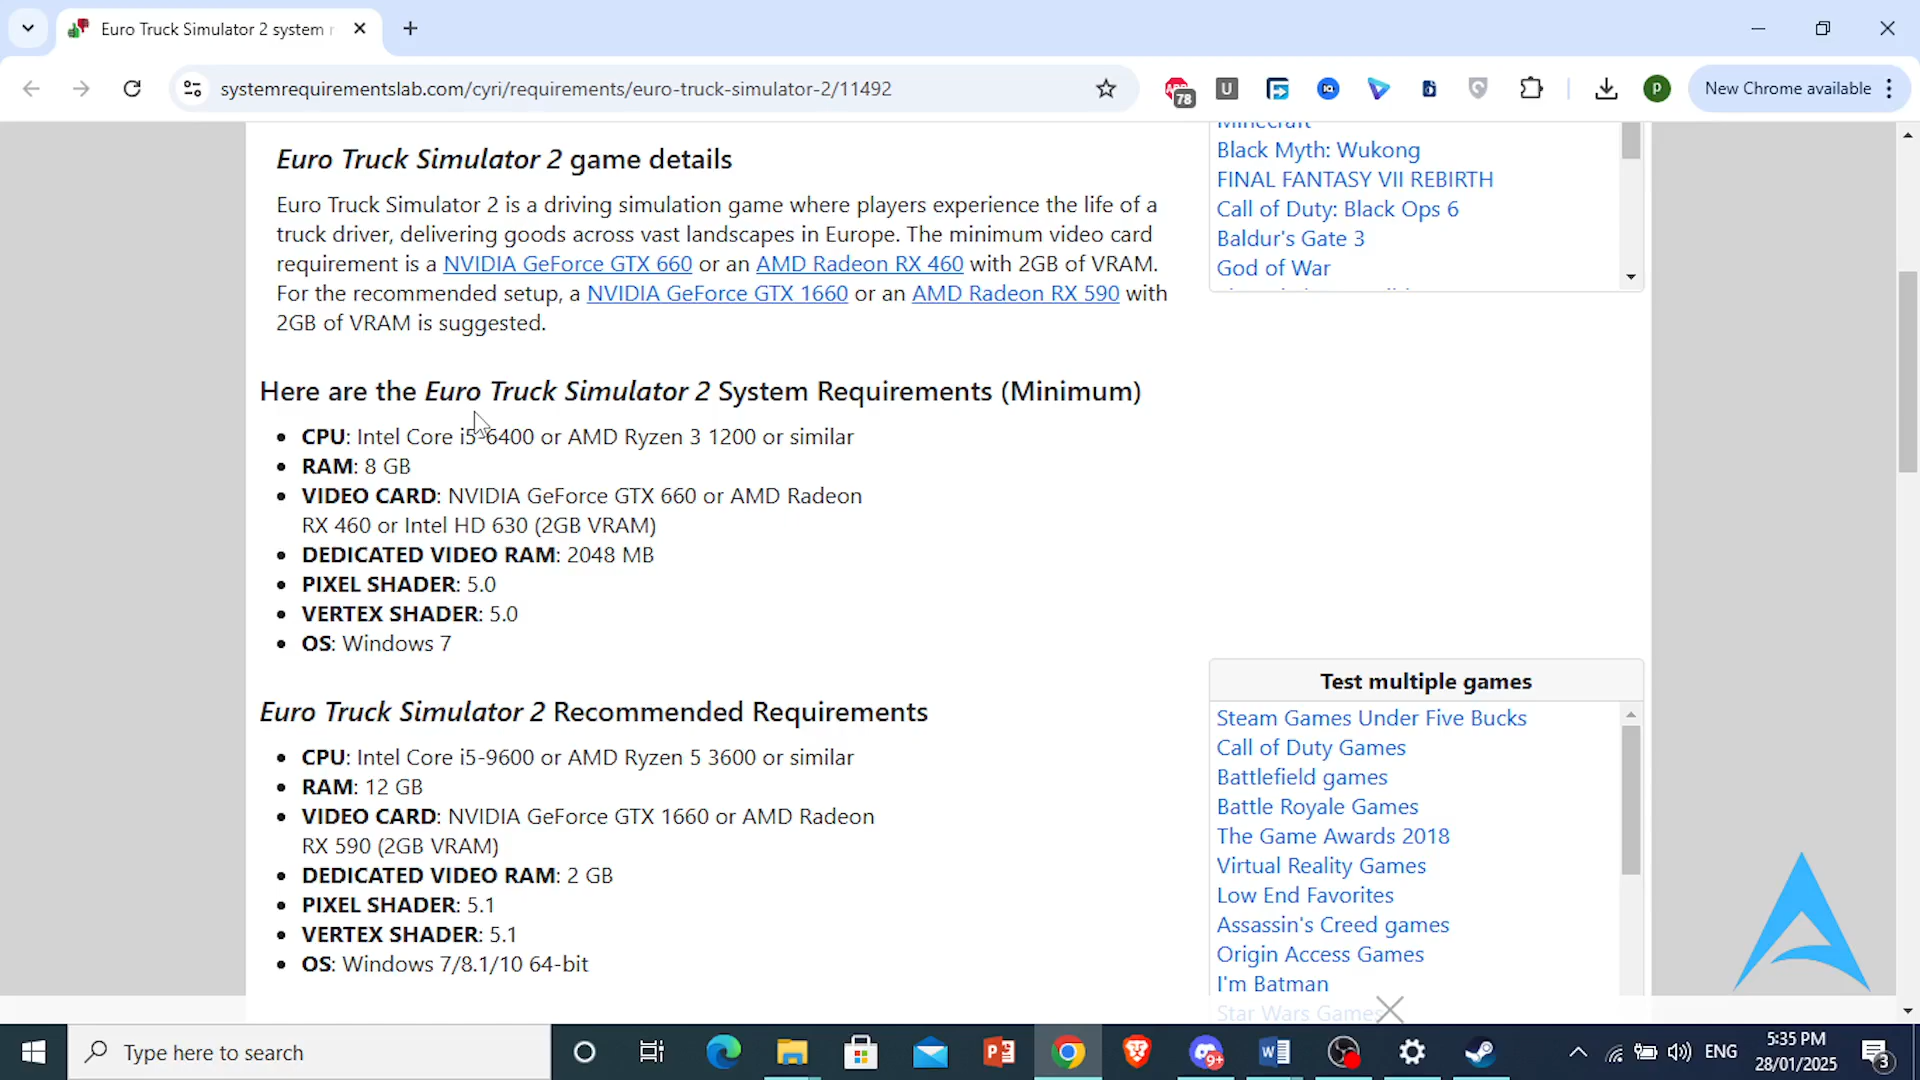 Euro Truck Simulator 2 system r
systemrequirementslab.com/cyri/requirements/euro-truck-simulator-2/11492
78
U
P
New Chrome available
Minecraft
Black Myth: Wukong
FINAL FANTASY VII REBIRTH
Call of Duty: Black Ops 6
Baldur's Gate 3
God of War
Euro Truck Simulator 2 game details
Euro Truck Simulator 2 is a driving simulation game where players experience the life of a
truck driver, delivering goods across vast landscapes in Europe. The minimum video card
requirement is a NVIDIA GeForce GTX 660 or an AMD Radeon RX 460 with 2GB of VRAM.
For the recommended setup, a NVIDIA GeForce GTX 1660 or an AMD Radeon RX 590 with
2GB of VRAM is suggested.
Here are the Euro Truck Simulator 2 System Requirements (Minimum)
• CPU: Intel Core i5-6400 or AMD Ryzen 3 1200 or similar
• RAM: 8 GB
• VIDEO CARD: NVIDIA GeForce GTX 660 or AMD Radeon
RX 460 or Intel HD 630 (2GB VRAM)
• DEDICATED VIDEO RAM: 2048 MB
• PIXEL SHADER: 5.0
• VERTEX SHADER: 5.0
• OS: Windows 7
Euro Truck Simulator 2 Recommended Requirements
• CPU: Intel Core i5-9600 or AMD Ryzen 5 3600 or similar
• RAM: 12 GB
• VIDEO CARD: NVIDIA GeForce GTX 1660 or AMD Radeon
RX 590 (2GB VRAM)
• DEDICATED VIDEO RAM: 2 GB
• PIXEL SHADER: 5.1
• VERTEX SHADER: 5.1
• OS: Windows 7/8.1/10 64-bit
Test multiple games
Steam Games Under Five Bucks
Call of Duty Games
Battlefield games
Battle Royale Games
The Game Awards 2018
Virtual Reality Games
Low End Favorites
Assassin's Creed games
Origin Access Games
I'm Batman
Star Wars Games
Type here to search
9+
ENG
5:35 PM
28/01/2025
3